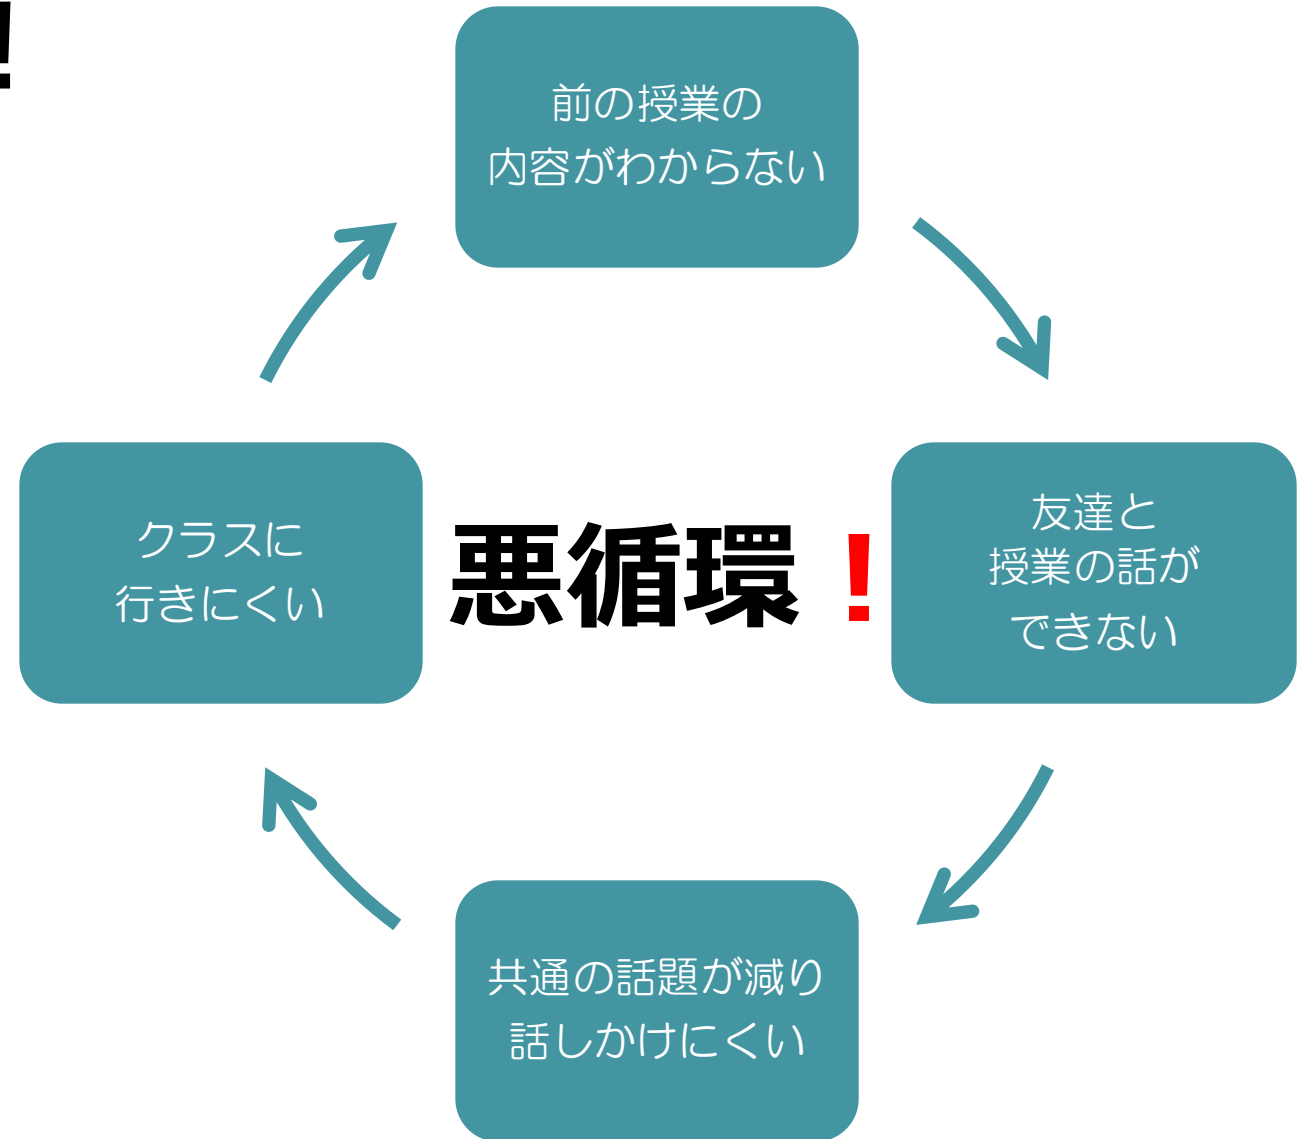 !
前の授業の
内容がわからない
クラスに
行きにくい
悪循環！
友達と
授業の話が
できない
共通の話題が減り
話しかけにくい